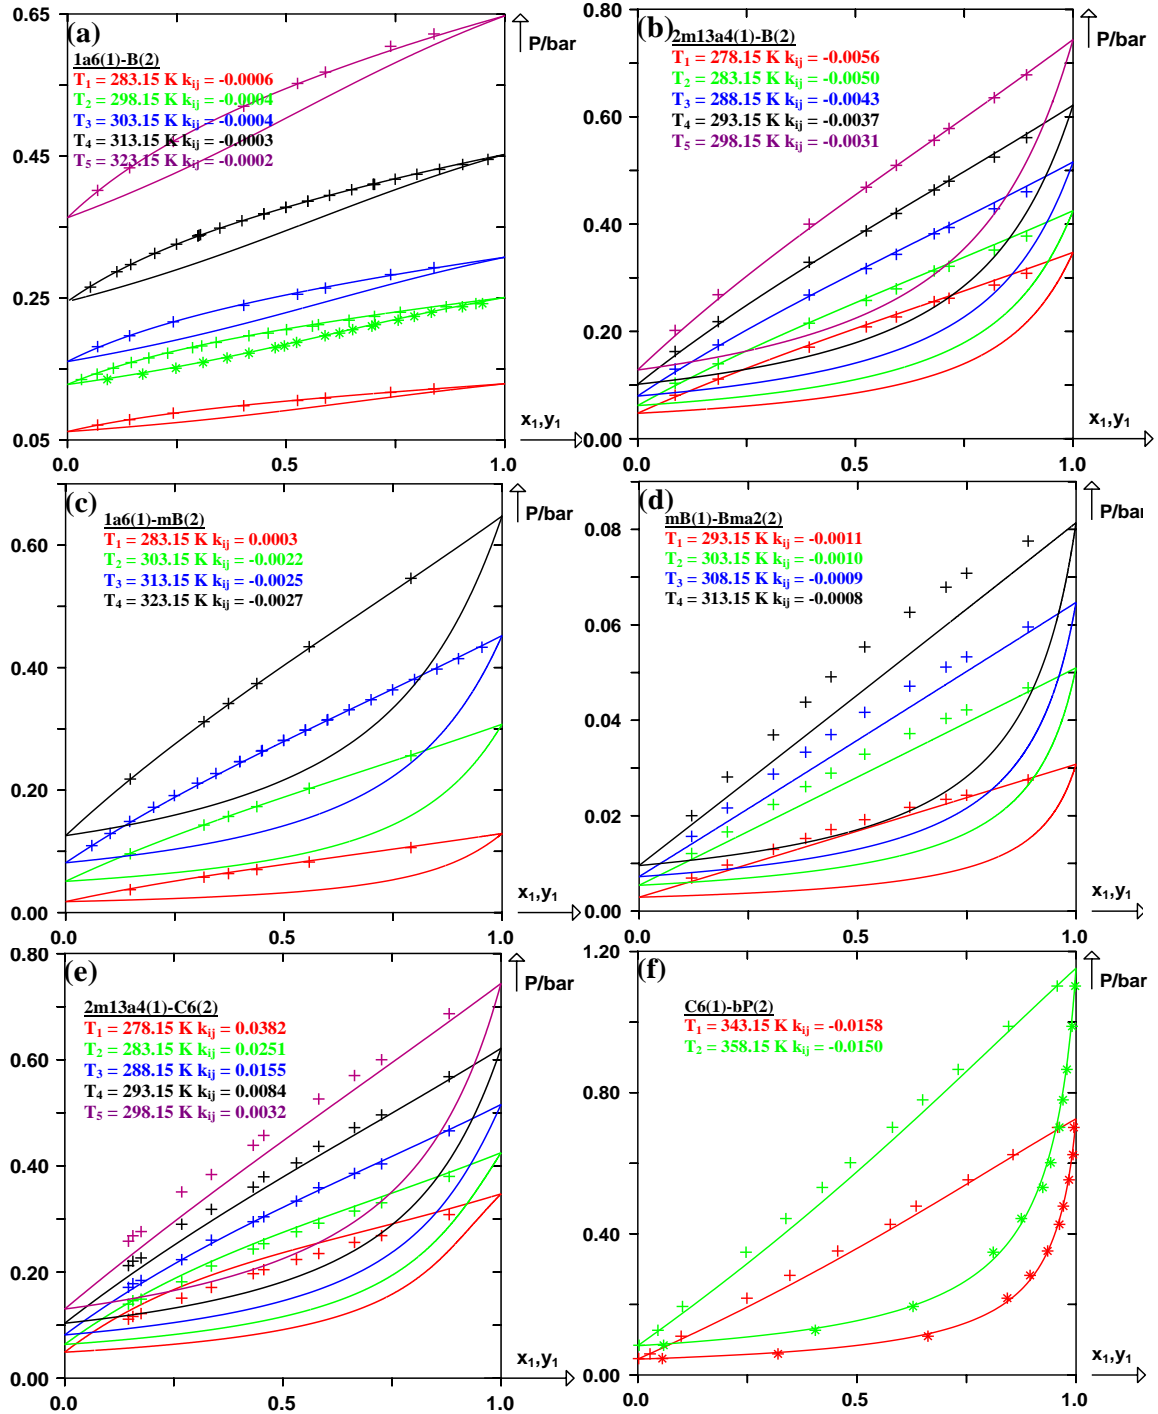 (a)
0.65
P/bar
1a6(1)-B(2)
T₁ = 283.15 K kᵢⱼ = -0.0006
T₂ = 298.15 K kᵢⱼ = -0.0004
T₃ = 303.15 K kᵢⱼ = -0.0004
T₄ = 313.15 K kᵢⱼ = -0.0003
T₅ = 323.15 K kᵢⱼ = -0.0002
0.45
0.25
0.05
x₁,y₁
0.0
0.5
1.0
(b)
0.80
P/bar
2m13a4(1)-B(2)
T₁ = 278.15 K kᵢⱼ = -0.0056
T₂ = 283.15 K kᵢⱼ = -0.0050
T₃ = 288.15 K kᵢⱼ = -0.0043
T₄ = 293.15 K kᵢⱼ = -0.0037
T₅ = 298.15 K kᵢⱼ = -0.0031
0.60
0.40
0.20
0.00
x₁,y₁
0.0
0.5
1.0
(c)
P/bar
1a6(1)-mB(2)
T₁ = 283.15 K kᵢⱼ = 0.0003
T₂ = 303.15 K kᵢⱼ = -0.0022
T₃ = 313.15 K kᵢⱼ = -0.0025
T₄ = 323.15 K kᵢⱼ = -0.0027
0.60
0.40
0.20
0.00
x₁,y₁
0.0
0.5
1.0
(d)
P/bar
mB(1)-Bma2(2)
T₁ = 293.15 K kᵢⱼ = -0.0011
T₂ = 303.15 K kᵢⱼ = -0.0010
T₃ = 308.15 K kᵢⱼ = -0.0009
T₄ = 313.15 K kᵢⱼ = -0.0008
0.08
0.06
0.04
0.02
0.00
x₁,y₁
0.0
0.5
1.0
(e)
0.80
P/bar
2m13a4(1)-C6(2)
T₁ = 278.15 K kᵢⱼ = 0.0382
T₂ = 283.15 K kᵢⱼ = 0.0251
T₃ = 288.15 K kᵢⱼ = 0.0155
T₄ = 293.15 K kᵢⱼ = 0.0084
T₅ = 298.15 K kᵢⱼ = 0.0032
0.60
0.40
0.20
0.00
x₁,y₁
0.0
0.5
1.0
(f)
1.20
P/bar
C6(1)-bP(2)
T₁ = 343.15 K kᵢⱼ = -0.0158
T₂ = 358.15 K kᵢⱼ = -0.0150
0.80
0.40
0.00
x₁,y₁
0.0
0.5
1.0